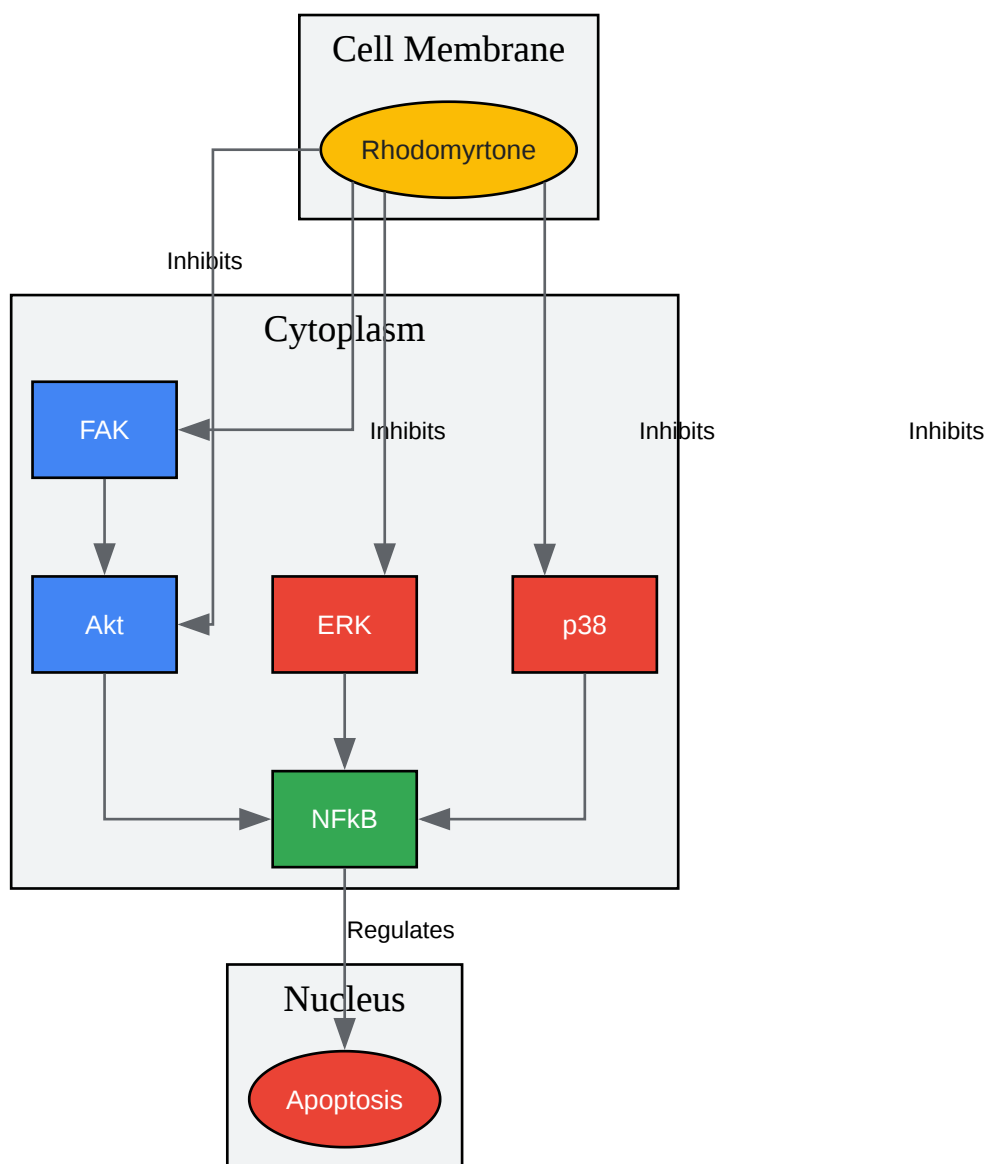 Cell Membrane
Rhodomyrtone
Inhibits
Cytoplasm
FAK
Inhibits
Inhibits
Inhibits
Akt
ERK
p38
NFkB
Regulates
Nucleus
Apoptosis